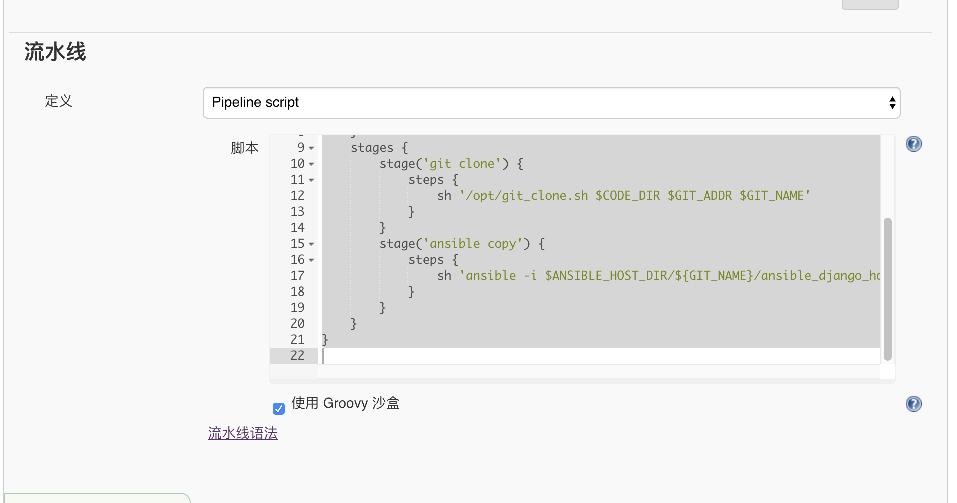 流水线
定义
Pipeline script
脚本
9 stages {
10 stage('git clone') {
11 steps {
12 sh '/opt/git_clone.sh $CODE_DIR $GIT_ADDR $GIT_NAME'
13 }
14 }
15 stage('ansible copy') {
16 steps {
17 sh 'ansible -i $ANSIBLE_HOST_DIR/${GIT_NAME}/ansible_django_ho
18 }
19 }
20 }
21 }
22
使用 Groovy 沙盒
流水线语法